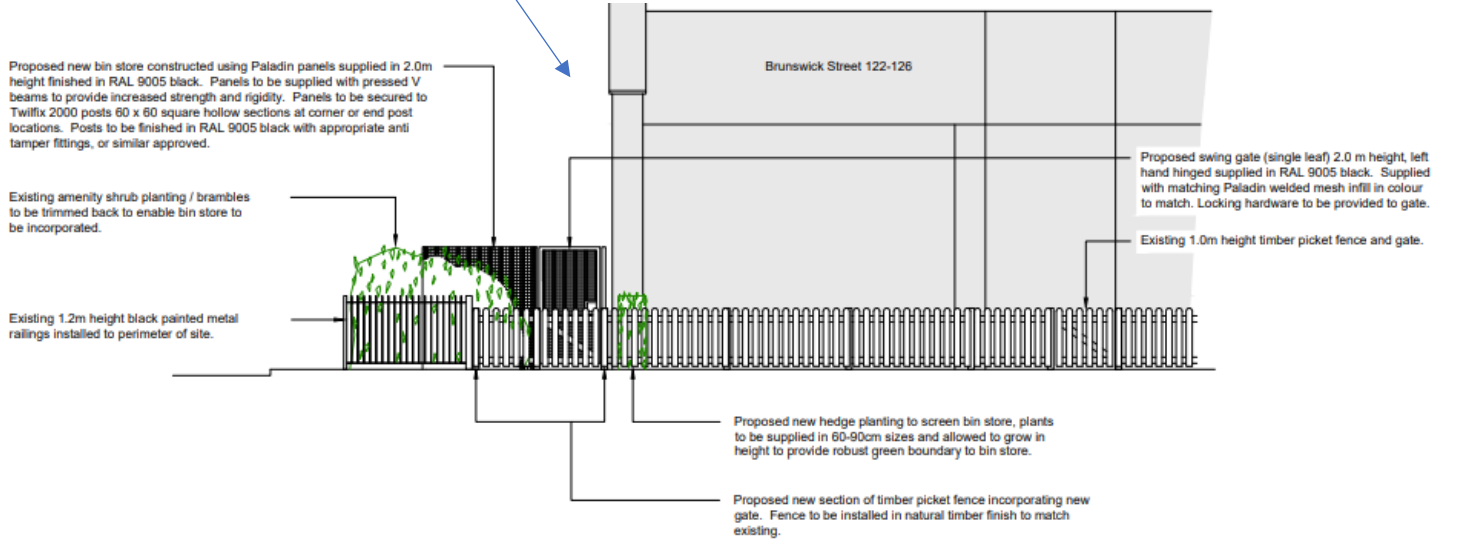 Proposed new bin store constructed using Paladin panels supplied in 2.0m
height finished in RAL 9005 black. Panels to be supplied with pressed V
beams to provide increased strength and rigidity. Panels to be secured to
Twilfix 2000 posts 60 x 60 square hollow sections at corner or end post
locations. Posts to be finished in RAL 9005 black with appropriate anti
tamper fittings, or similar approved.
Existing amenity shrub planting / brambles
to be trimmed back to enable bin store to
be incorporated.
Existing 1.2m height black painted metal
railings installed to perimeter of site.
Brunswick Street 122-126
Proposed swing gate (single leaf) 2.0 m height, left
hand hinged supplied in RAL 9005 black. Supplied
with matching Paladin welded mesh infill in colour
to match. Locking hardware to be provided to gate.
Existing 1.0m height timber picket fence and gate.
Proposed new hedge planting to screen bin store, plants
to be supplied in 60-90cm sizes and allowed to grow in
height to provide robust green boundary to bin store.
Proposed new section of timber picket fence incorporating new
gate. Fence to be installed in natural timber finish to match
existing.